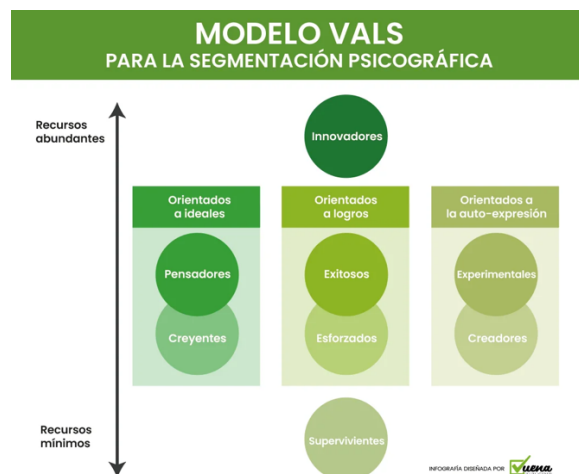 MODELO VALS
PARA LA SEGMENTACIÓN PSICOGRÁFICA
Recursos
abundantes
Innovadores
Orientados
a ideales
Orientados
a logros
Orientados a
la auto-expresión
Pensadores
Exitosos
Experimentales
Creyentes
Esforzados
Creadores
Recursos
mínimos
Supervivientes
INFOGRAFÍA DISEÑADA POR Vuena